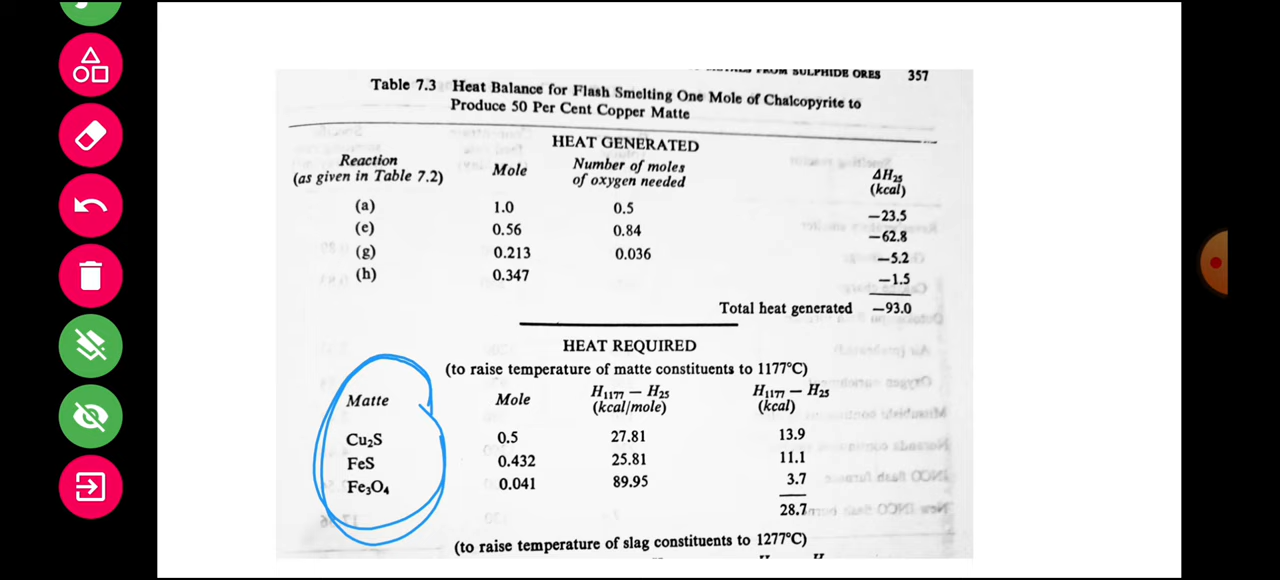 FROM SULPHIDE ORES 357
Table 7.3 Heat Balance for Flash Smelting One Mole of Chalcopyrite to
Produce 50 Per Cent Copper Matte
HEAT GENERATED
Reaction
(as given in Table 7.2)
Mole
Number of moles
of oxygen needed
ΔH25
(kcal)
(a) 1.0 0.5 −23.5
(e) 0.56 0.84 −62.8
(g) 0.213 0.036 −5.2
(h) 0.347 −1.5
Total heat generated −93.0
HEAT REQUIRED
(to raise temperature of matte constituents to 1177°C)
Matte Mole H1177 − H25 H1177 − H25
(kcal/mole) (kcal)
Cu2S 0.5 27.81 13.9
FeS 0.432 25.81 11.1
Fe3O4 0.041 89.95 3.7
28.7
(to raise temperature of slag constituents to 1277°C)